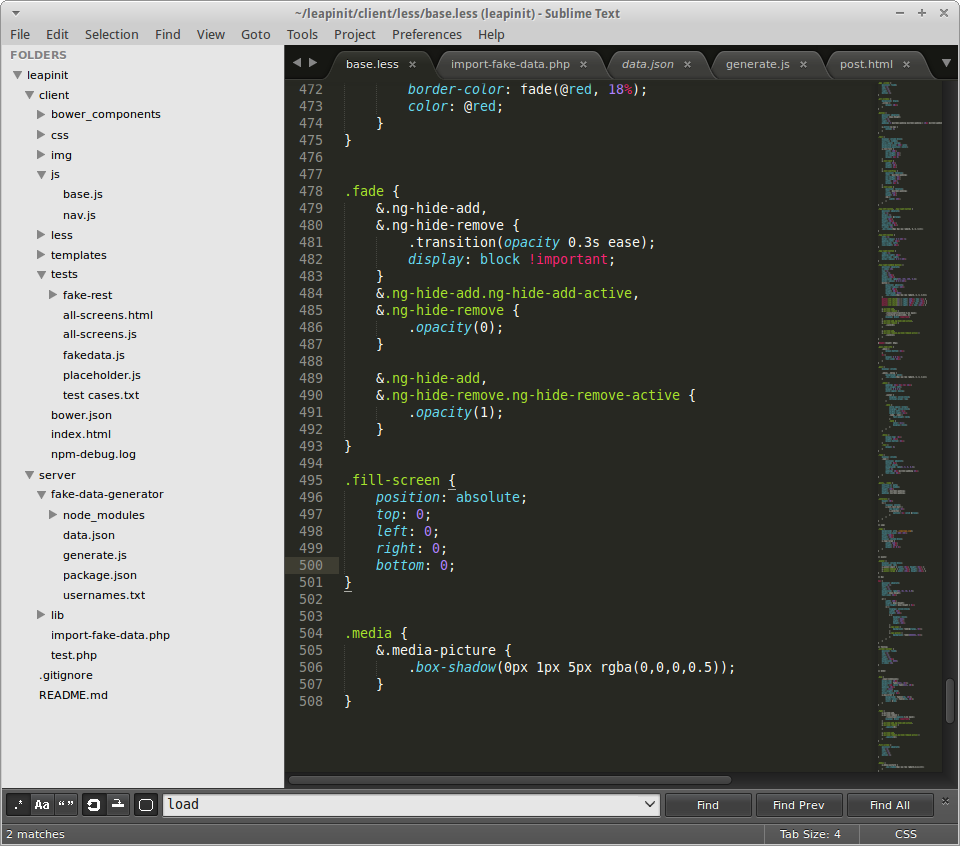 ~/leapinit/client/less/base.less (leapinit) - Sublime Text
File Edit Selection Find View Goto Tools Project Preferences Help
FOLDERS
leapinit
client
bower_components
css
img
js
base.js
nav.js
less
templates
tests
fake-rest
all-screens.html
all-screens.js
fakedata.js
placeholder.js
test cases.txt
bower.json
index.html
npm-debug.log
server
fake-data-generator
node_modules
data.json
generate.js
package.json
usernames.txt
lib
import-fake-data.php
test.php
.gitignore
README.md
base.less × import-fake-data.php × data.json × generate.js × post.html ×
472 border-color: fade(@red, 18%);
473 color: @red;
474 }
475 }
476
477
478 .fade {
479 &.ng-hide-add,
480 &.ng-hide-remove {
481 .transition(opacity 0.3s ease);
482 display: block !important;
483 }
484 &.ng-hide-add.ng-hide-add-active,
485 &.ng-hide-remove {
486 .opacity(0);
487 }
488
489 &.ng-hide-add,
490 &.ng-hide-remove.ng-hide-remove-active {
491 .opacity(1);
492 }
493 }
494
495 .fill-screen {
496 position: absolute;
497 top: 0;
498 left: 0;
499 right: 0;
500 bottom: 0;
501 }
502
503
504 .media {
505 &.media-picture {
506 .box-shadow(0px 1px 5px rgba(0,0,0,0.5));
507 }
508 }
.* Aa “” load Find Find Prev Find All ×
2 matches Tab Size: 4 CSS